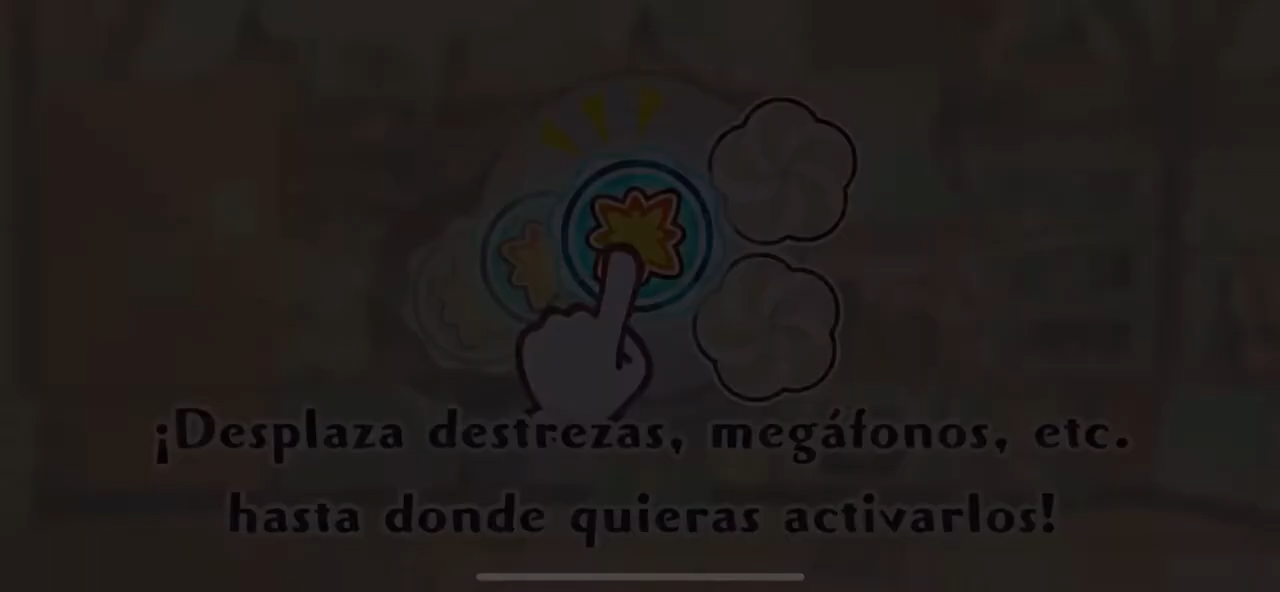 ¡Desplaza destrezas, megáfonos, etc.
hasta donde quieras activarlos!